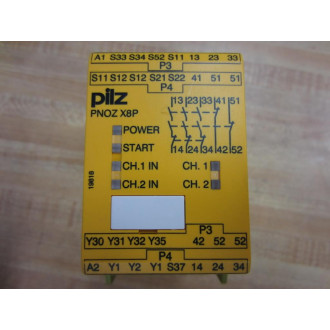 A1 S33 S34 S52 S11 13 23 33
P3
S11 S12 S12 S21 S22 41 51 51
P4
pilz
PNOZ X8P
13 23 33 41 51
POWER
START
14 24 34 42 52
CH.1 IN CH. 1
CH.2 IN CH. 2
19818
P3
Y30 Y31 Y32 Y35 42 52 52
P4
A2 Y1 Y2 Y1 S37 14 24 34